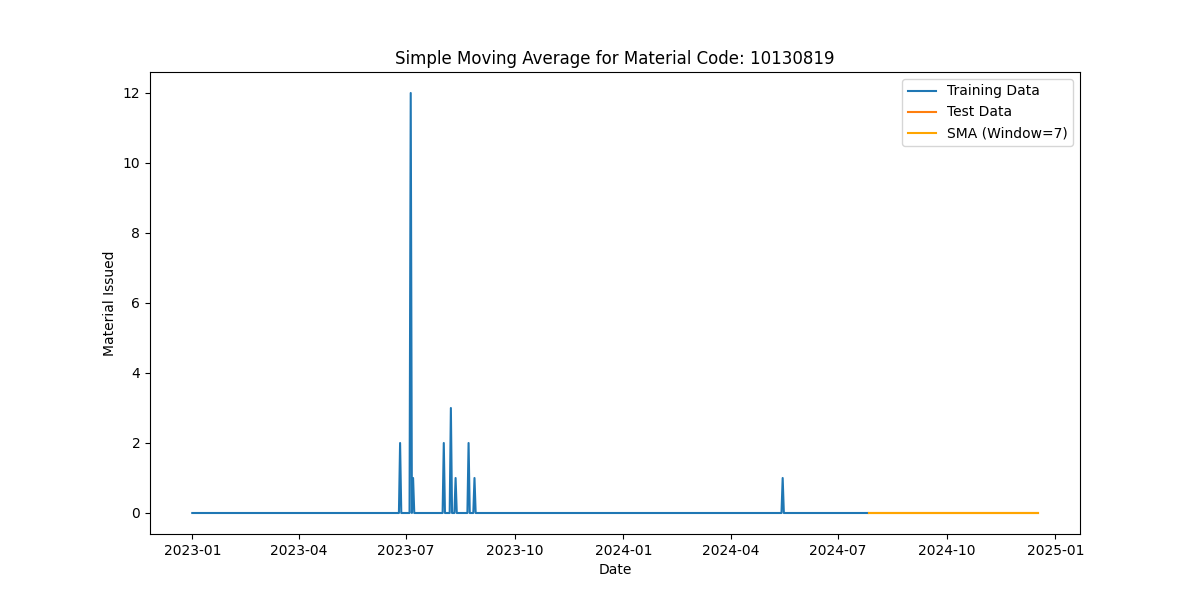 Simple Moving Average for Material Code: 10130819
Training Data
Test Data
SMA (Window=7)
12
10
8
6
4
2
0
Material Issued
2023-01 2023-04 2023-07 2023-10 2024-01 2024-04 2024-07 2024-10 2025-01
Date